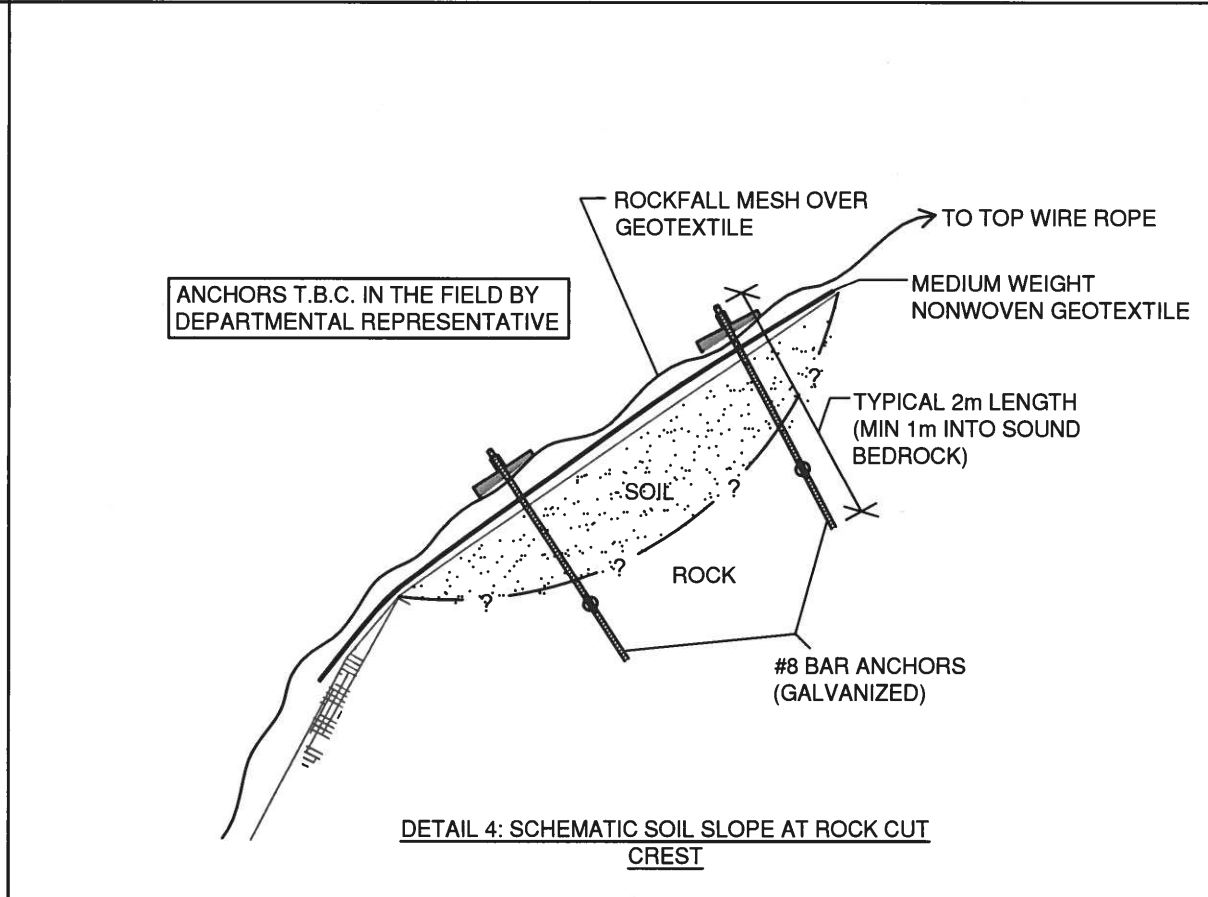 ROCKFALL MESH OVER
GEOTEXTILE
TO TOP WIRE ROPE
ANCHORS T.B.C. IN THE FIELD BY
DEPARTMENTAL REPRESENTATIVE
MEDIUM WEIGHT
NONWOVEN GEOTEXTILE
?
TYPICAL 2m LENGTH
(MIN 1m INTO SOUND
BEDROCK)
SOIL
?
?
ROCK
?
#8 BAR ANCHORS
(GALVANIZED)
DETAIL 4: SCHEMATIC SOIL SLOPE AT ROCK CUT
CREST